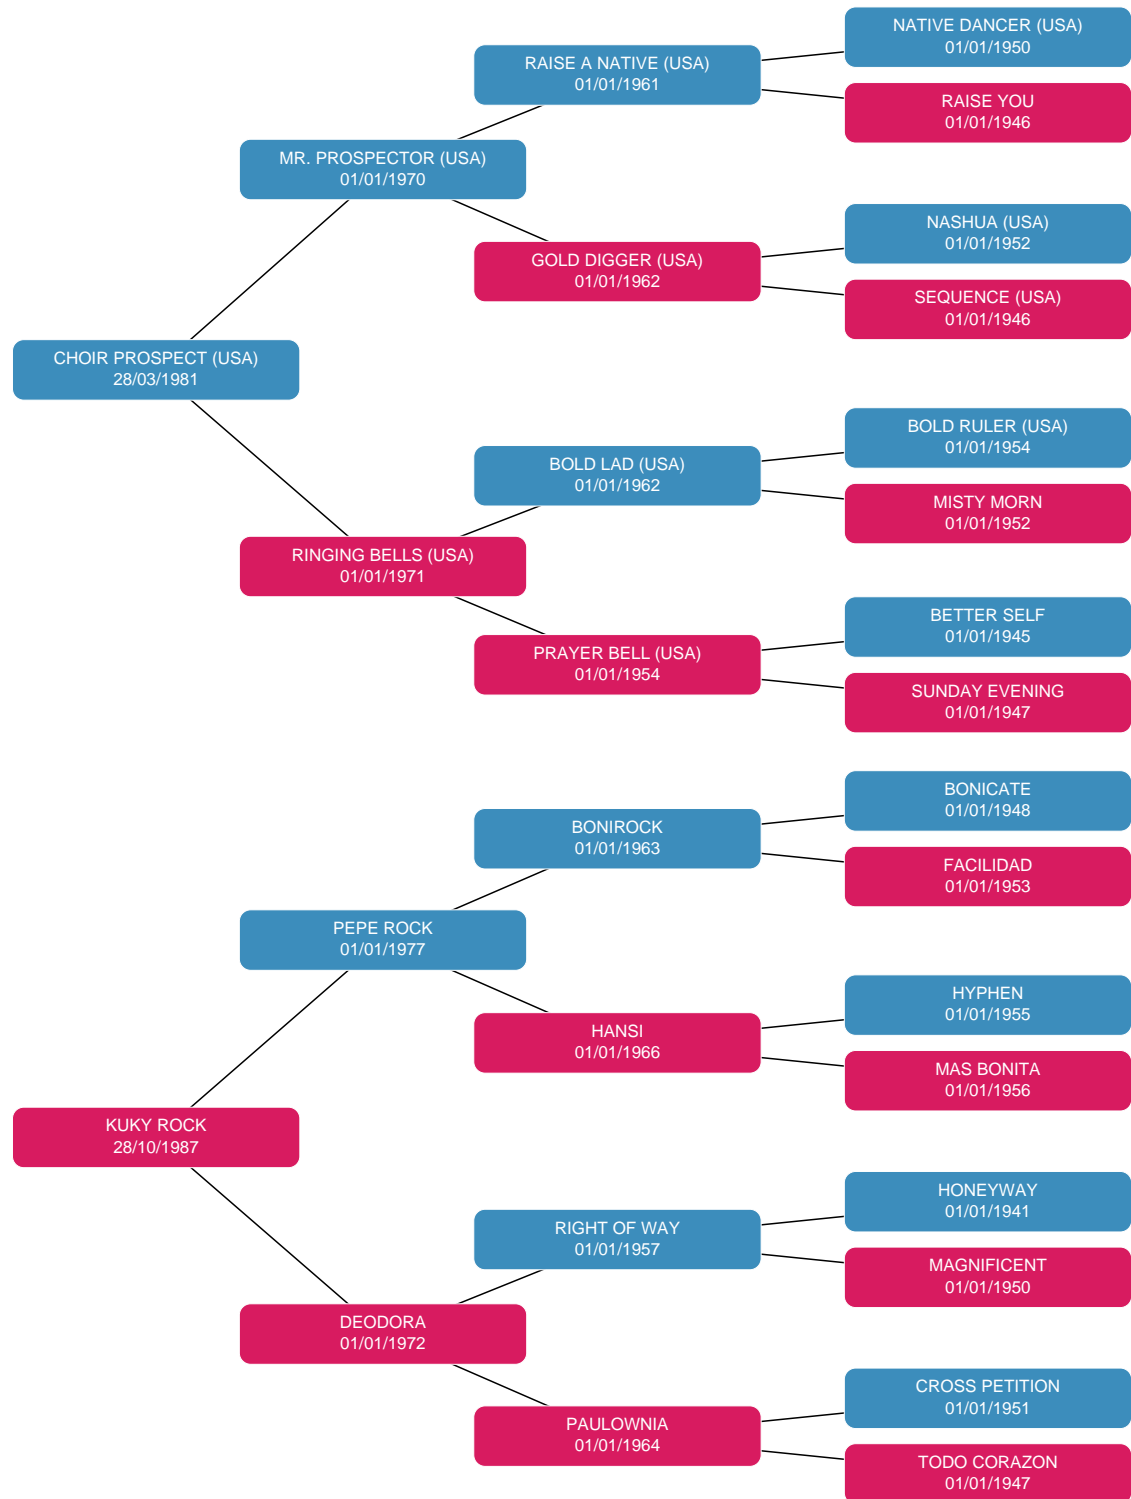 NATIVE DANCER (USA)
01/01/1950
RAISE A NATIVE (USA)
01/01/1961
RAISE YOU
01/01/1946
MR. PROSPECTOR (USA)
01/01/1970
NASHUA (USA)
01/01/1952
GOLD DIGGER (USA)
01/01/1962
SEQUENCE (USA)
01/01/1946
CHOIR PROSPECT (USA)
28/03/1981
BOLD RULER (USA)
01/01/1954
BOLD LAD (USA)
01/01/1962
MISTY MORN
01/01/1952
RINGING BELLS (USA)
01/01/1971
BETTER SELF
01/01/1945
PRAYER BELL (USA)
01/01/1954
SUNDAY EVENING
01/01/1947
BONICATE
01/01/1948
BONIROCK
01/01/1963
FACILIDAD
01/01/1953
PEPE ROCK
01/01/1977
HYPHEN
01/01/1955
HANSI
01/01/1966
MAS BONITA
01/01/1956
KUKY ROCK
28/10/1987
HONEYWAY
01/01/1941
RIGHT OF WAY
01/01/1957
MAGNIFICENT
01/01/1950
DEODORA
01/01/1972
CROSS PETITION
01/01/1951
PAULOWNIA
01/01/1964
TODO CORAZON
01/01/1947